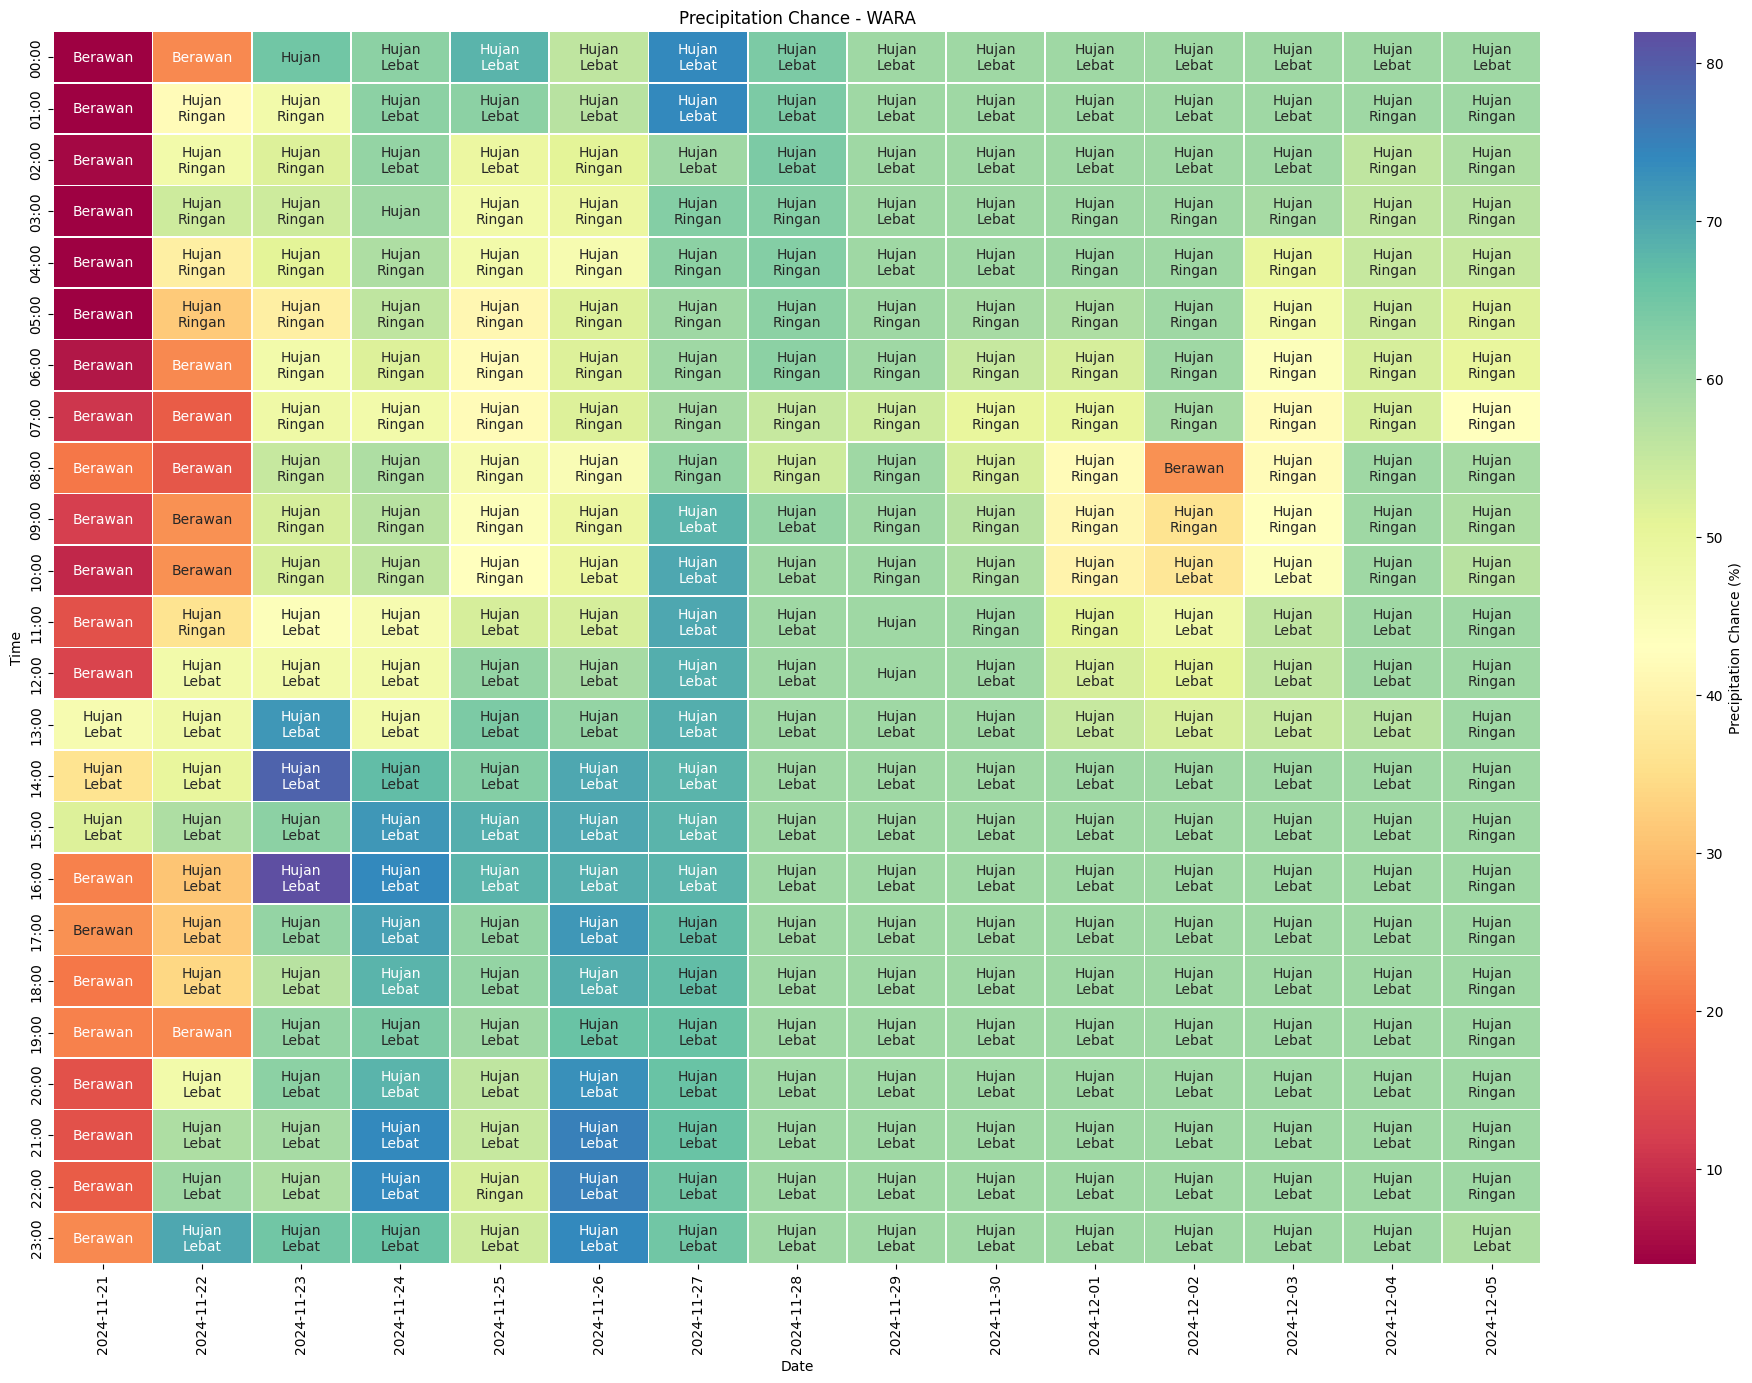 Precipitation Chance - WARA
00:00 Berawan Berawan Hujan Hujan Lebat Hujan Lebat Hujan Lebat Hujan Lebat Hujan Lebat Hujan Lebat Hujan Lebat Hujan Lebat Hujan Lebat Hujan Lebat Hujan Lebat Hujan Lebat
01:00 Berawan Hujan Ringan Hujan Ringan Hujan Lebat Hujan Lebat Hujan Lebat Hujan Lebat Hujan Lebat Hujan Lebat Hujan Lebat Hujan Lebat Hujan Lebat Hujan Lebat Hujan Ringan Hujan Ringan
02:00 Berawan Hujan Ringan Hujan Ringan Hujan Lebat Hujan Lebat Hujan Ringan Hujan Lebat Hujan Lebat Hujan Lebat Hujan Lebat Hujan Lebat Hujan Lebat Hujan Lebat Hujan Ringan Hujan Ringan
03:00 Berawan Hujan Ringan Hujan Ringan Hujan Hujan Ringan Hujan Ringan Hujan Ringan Hujan Ringan Hujan Lebat Hujan Lebat Hujan Ringan Hujan Ringan Hujan Ringan Hujan Ringan Hujan Ringan
04:00 Berawan Hujan Ringan Hujan Ringan Hujan Ringan Hujan Ringan Hujan Ringan Hujan Ringan Hujan Ringan Hujan Lebat Hujan Lebat Hujan Ringan Hujan Ringan Hujan Ringan Hujan Ringan Hujan Ringan
05:00 Berawan Hujan Ringan Hujan Ringan Hujan Ringan Hujan Ringan Hujan Ringan Hujan Ringan Hujan Ringan Hujan Ringan Hujan Ringan Hujan Ringan Hujan Ringan Hujan Ringan Hujan Ringan Hujan Ringan
06:00 Berawan Berawan Hujan Ringan Hujan Ringan Hujan Ringan Hujan Ringan Hujan Ringan Hujan Ringan Hujan Ringan Hujan Ringan Hujan Ringan Hujan Ringan Hujan Ringan Hujan Ringan Hujan Ringan
07:00 Berawan Berawan Hujan Ringan Hujan Ringan Hujan Ringan Hujan Ringan Hujan Ringan Hujan Ringan Hujan Ringan Hujan Ringan Hujan Ringan Hujan Ringan Hujan Ringan Hujan Ringan Hujan Ringan
08:00 Berawan Berawan Hujan Ringan Hujan Ringan Hujan Ringan Hujan Ringan Hujan Ringan Hujan Ringan Hujan Ringan Hujan Ringan Hujan Ringan Berawan Hujan Ringan Hujan Ringan Hujan Ringan
09:00 Berawan Berawan Hujan Ringan Hujan Ringan Hujan Ringan Hujan Ringan Hujan Lebat Hujan Lebat Hujan Ringan Hujan Ringan Hujan Ringan Hujan Ringan Hujan Ringan Hujan Ringan Hujan Ringan
10:00 Berawan Berawan Hujan Ringan Hujan Ringan Hujan Ringan Hujan Lebat Hujan Lebat Hujan Lebat Hujan Ringan Hujan Ringan Hujan Ringan Hujan Lebat Hujan Lebat Hujan Ringan Hujan Ringan
11:00 Berawan Hujan Ringan Hujan Lebat Hujan Lebat Hujan Lebat Hujan Lebat Hujan Lebat Hujan Lebat Hujan Hujan Ringan Hujan Ringan Hujan Lebat Hujan Lebat Hujan Lebat Hujan Ringan
12:00 Berawan Hujan Lebat Hujan Lebat Hujan Lebat Hujan Lebat Hujan Lebat Hujan Lebat Hujan Lebat Hujan Hujan Lebat Hujan Lebat Hujan Lebat Hujan Lebat Hujan Lebat Hujan Ringan
13:00 Hujan Lebat Hujan Lebat Hujan Lebat Hujan Lebat Hujan Lebat Hujan Lebat Hujan Lebat Hujan Lebat Hujan Lebat Hujan Lebat Hujan Lebat Hujan Lebat Hujan Lebat Hujan Lebat Hujan Ringan
14:00 Hujan Lebat Hujan Lebat Hujan Lebat Hujan Lebat Hujan Lebat Hujan Lebat Hujan Lebat Hujan Lebat Hujan Lebat Hujan Lebat Hujan Lebat Hujan Lebat Hujan Lebat Hujan Lebat Hujan Ringan
15:00 Hujan Lebat Hujan Lebat Hujan Lebat Hujan Lebat Hujan Lebat Hujan Lebat Hujan Lebat Hujan Lebat Hujan Lebat Hujan Lebat Hujan Lebat Hujan Lebat Hujan Lebat Hujan Lebat Hujan Ringan
16:00 Berawan Hujan Lebat Hujan Lebat Hujan Lebat Hujan Lebat Hujan Lebat Hujan Lebat Hujan Lebat Hujan Lebat Hujan Lebat Hujan Lebat Hujan Lebat Hujan Lebat Hujan Lebat Hujan Ringan
17:00 Berawan Hujan Lebat Hujan Lebat Hujan Lebat Hujan Lebat Hujan Lebat Hujan Lebat Hujan Lebat Hujan Lebat Hujan Lebat Hujan Lebat Hujan Lebat Hujan Lebat Hujan Lebat Hujan Ringan
18:00 Berawan Hujan Lebat Hujan Lebat Hujan Lebat Hujan Lebat Hujan Lebat Hujan Lebat Hujan Lebat Hujan Lebat Hujan Lebat Hujan Lebat Hujan Lebat Hujan Lebat Hujan Lebat Hujan Ringan
19:00 Berawan Berawan Hujan Lebat Hujan Lebat Hujan Lebat Hujan Lebat Hujan Lebat Hujan Lebat Hujan Lebat Hujan Lebat Hujan Lebat Hujan Lebat Hujan Lebat Hujan Lebat Hujan Ringan
20:00 Berawan Hujan Lebat Hujan Lebat Hujan Lebat Hujan Lebat Hujan Lebat Hujan Lebat Hujan Lebat Hujan Lebat Hujan Lebat Hujan Lebat Hujan Lebat Hujan Lebat Hujan Lebat Hujan Ringan
21:00 Berawan Hujan Lebat Hujan Lebat Hujan Lebat Hujan Lebat Hujan Lebat Hujan Lebat Hujan Lebat Hujan Lebat Hujan Lebat Hujan Lebat Hujan Lebat Hujan Lebat Hujan Lebat Hujan Ringan
22:00 Berawan Hujan Lebat Hujan Lebat Hujan Lebat Hujan Ringan Hujan Lebat Hujan Lebat Hujan Lebat Hujan Lebat Hujan Lebat Hujan Lebat Hujan Lebat Hujan Lebat Hujan Lebat Hujan Ringan
23:00 Berawan Hujan Lebat Hujan Lebat Hujan Lebat Hujan Lebat Hujan Lebat Hujan Lebat Hujan Lebat Hujan Lebat Hujan Lebat Hujan Lebat Hujan Lebat Hujan Lebat Hujan Lebat Hujan Lebat
Time
2024-11-21 2024-11-22 2024-11-23 2024-11-24 2024-11-25 2024-11-26 2024-11-27 2024-11-28 2024-11-29 2024-11-30 2024-12-01 2024-12-02 2024-12-03 2024-12-04 2024-12-05
Date
80
70
60
50
40
30
20
10
Precipitation Chance (%)